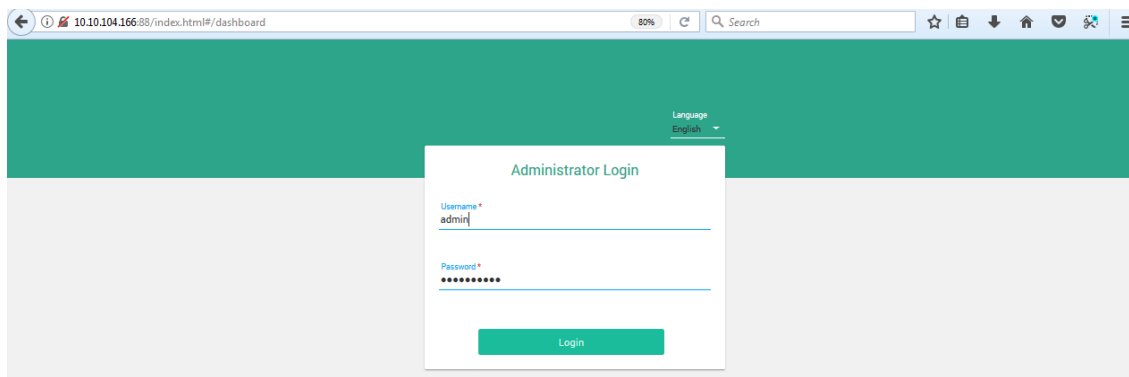 10.10.104.166:88/index.html#/dashboard 80% Search
Language
English
Administrator Login
Username *
admin
Password *
••••••••••
Login